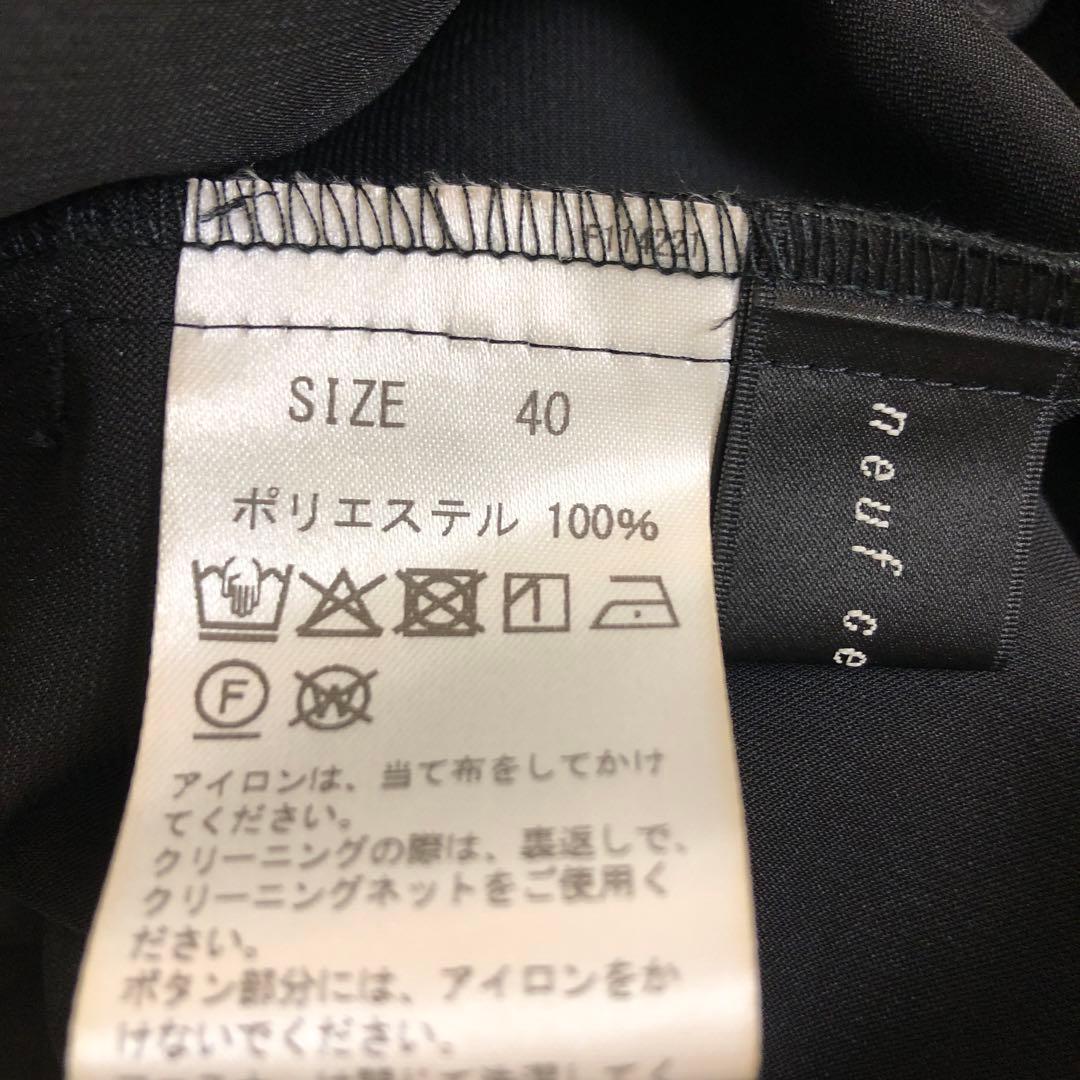 F114221
SIZE 40
ポリエステル 100%
F W
アイロンは、当て布をしてかけ
てください。
クリーニングの際は、裏返しで、
クリーニングネットをご使用く
ださい。
ボタン部分には、アイロンをか
けないでください。
neuf ce